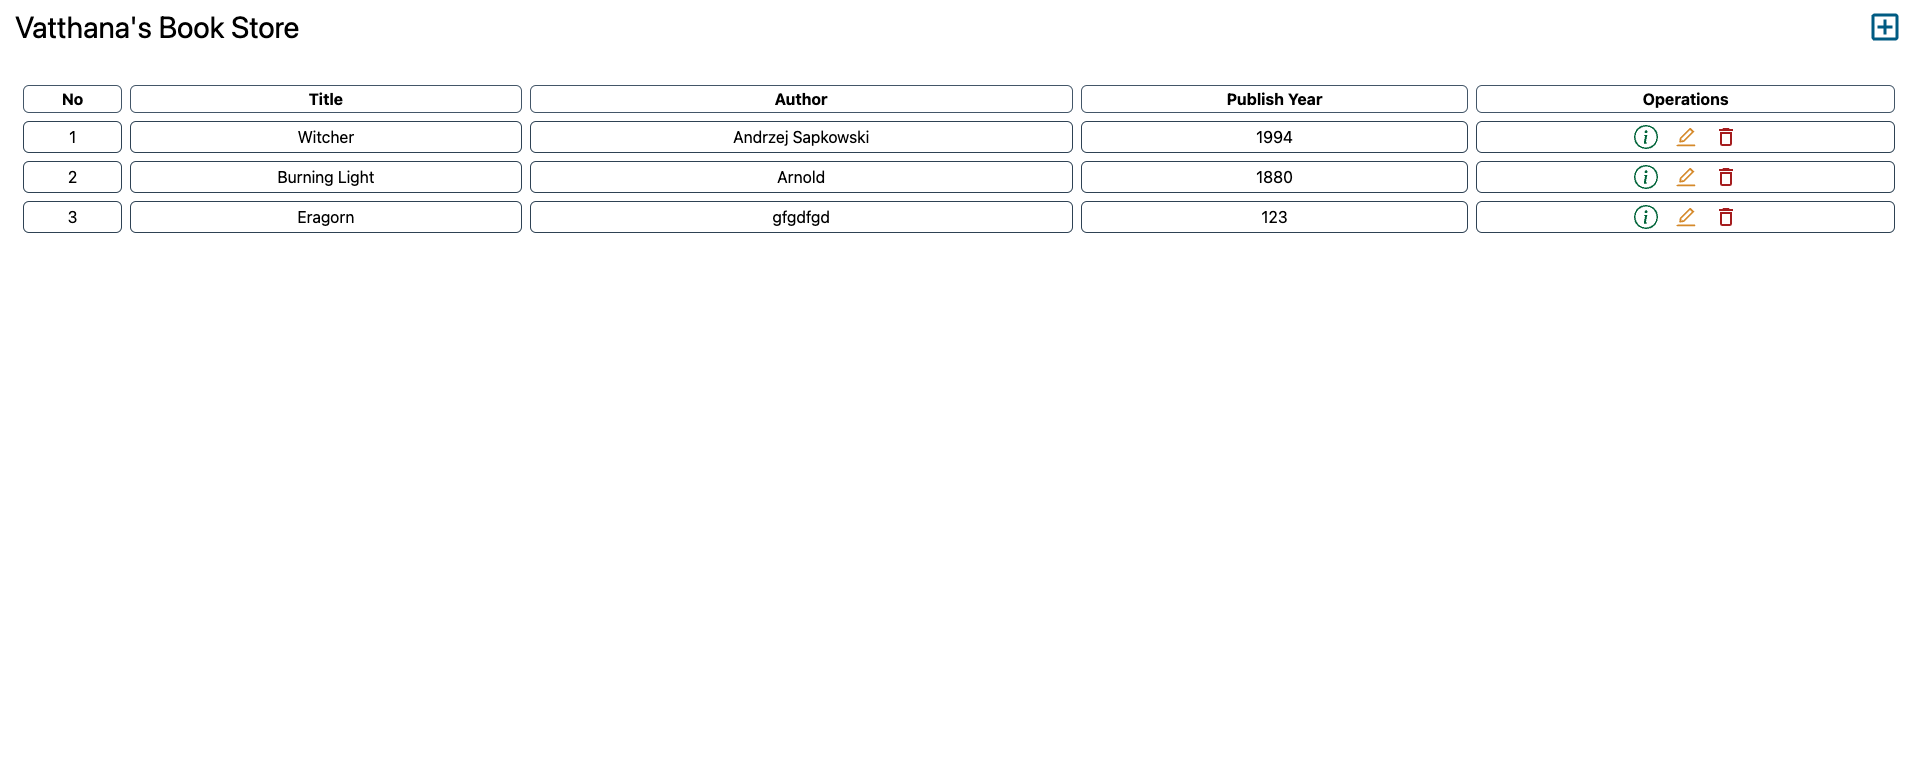 Vatthana's Book Store
No Title Author Publish Year Operations
1 Witcher Andrzej Sapkowski 1994
2 Burning Light Arnold 1880
3 Eragorn gfgdfgd 123